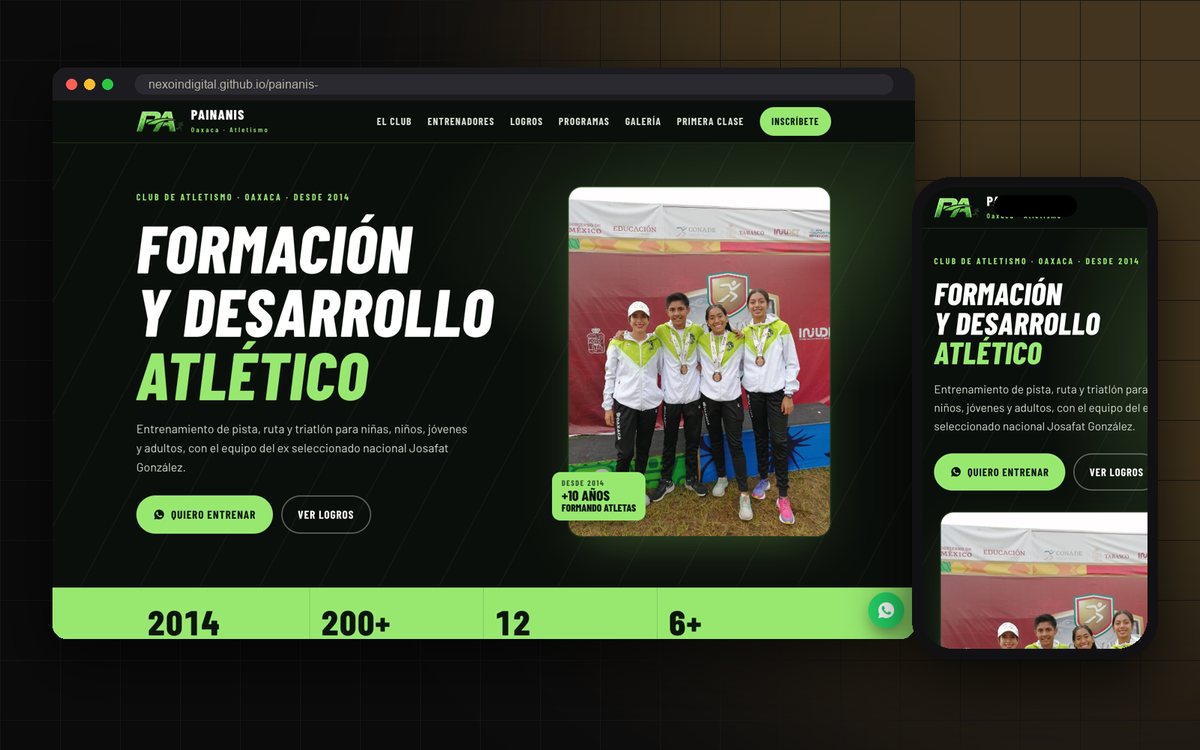 nexoindigital.github.io/painanis-
PA
PAINANIS
Oaxaca · Atletismo
EL CLUB
ENTRENADORES
LOGROS
PROGRAMAS
GALERÍA
PRIMERA CLASE
INSCRÍBETE
CLUB DE ATLETISMO · OAXACA · DESDE 2014
FORMACIÓN
Y DESARROLLO
ATLÉTICO
Entrenamiento de pista, ruta y triatlón para niñas, niños, jóvenes
y adultos, con el equipo del ex seleccionado nacional Josafat
González.
QUIERO ENTRENAR
VER LOGROS
MÉXICO
EDUCACIÓN
CONADE
TABASCO
DESDE 2014
+10 AÑOS
FORMANDO ATLETAS
2014
200+
12
6+
PA
CLUB DE ATLETISMO · OAXACA · DESDE 2014
FORMACIÓN
Y DESARROLLO
ATLÉTICO
Entrenamiento de pista, ruta y triatlón para
niños, jóvenes y adultos, con el equipo del e
seleccionado nacional Josafat González.
QUIERO ENTRENAR
VER LOGROS
MÉXICO
EDUCACIÓN
CONADE
TABASCO